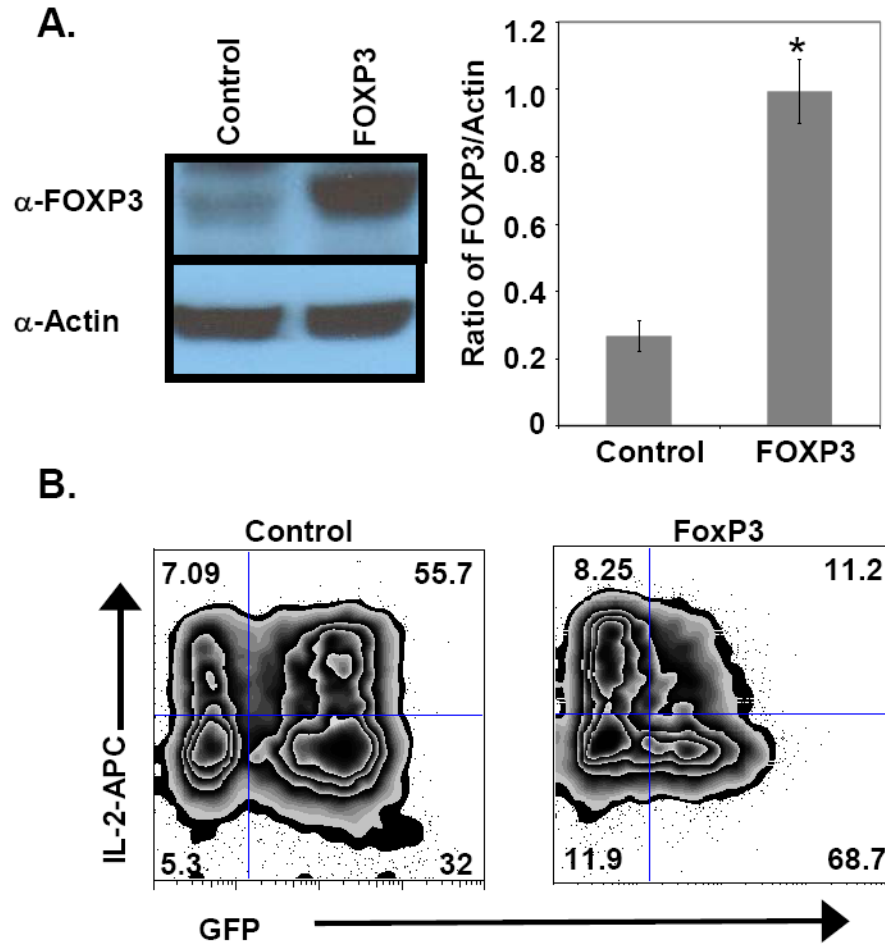 A.
Control
FOXP3
α-FOXP3
α-Actin
Ratio of FOXP3/Actin
1.2
1.0
0.8
0.6
0.4
0.2
0
*
Control
FOXP3
B.
Control
FoxP3
7.09
55.7
8.25
11.2
IL-2-APC
5.3
32
11.9
68.7
GFP